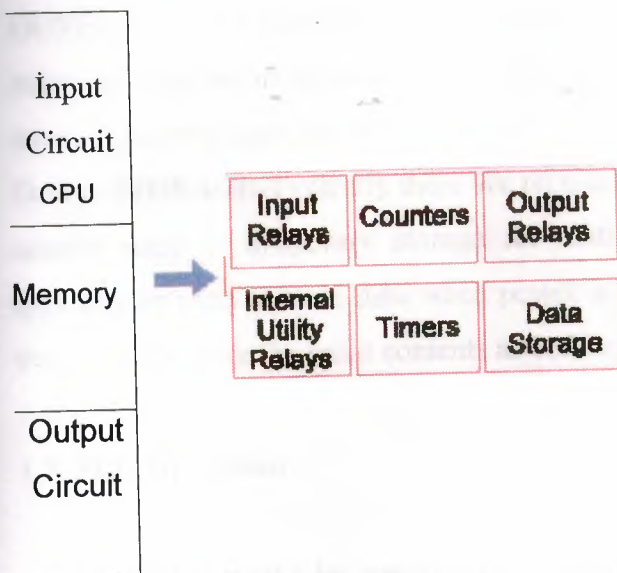 İnput
Circuit
CPU
Memory
Output
Circuit
Input
Relays
Counters
Output
Relays
Internal
Utility
Relays
Timers
Data
Storage